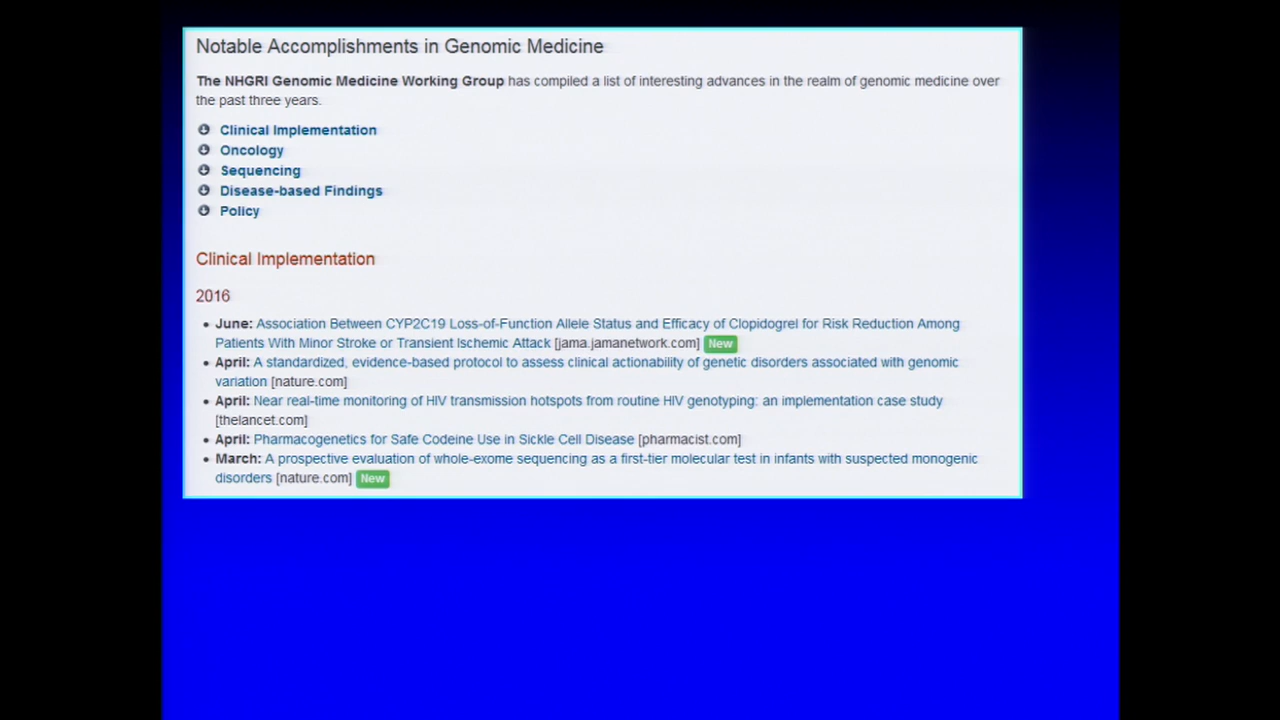 Notable Accomplishments in Genomic Medicine
The NHGRI Genomic Medicine Working Group has compiled a list of interesting advances in the realm of genomic medicine over
the past three years.
Clinical Implementation
Oncology
Sequencing
Disease-based Findings
Policy
Clinical Implementation
2016
• June: Association Between CYP2C19 Loss-of-Function Allele Status and Efficacy of Clopidogrel for Risk Reduction Among
Patients With Minor Stroke or Transient Ischemic Attack [jama.jamanetwork.com] New
• April: A standardized, evidence-based protocol to assess clinical actionability of genetic disorders associated with genomic
variation [nature.com]
• April: Near real-time monitoring of HIV transmission hotspots from routine HIV genotyping: an implementation case study
[thelancet.com]
• April: Pharmacogenetics for Safe Codeine Use in Sickle Cell Disease [pharmacist.com]
• March: A prospective evaluation of whole-exome sequencing as a first-tier molecular test in infants with suspected monogenic
disorders [nature.com] New